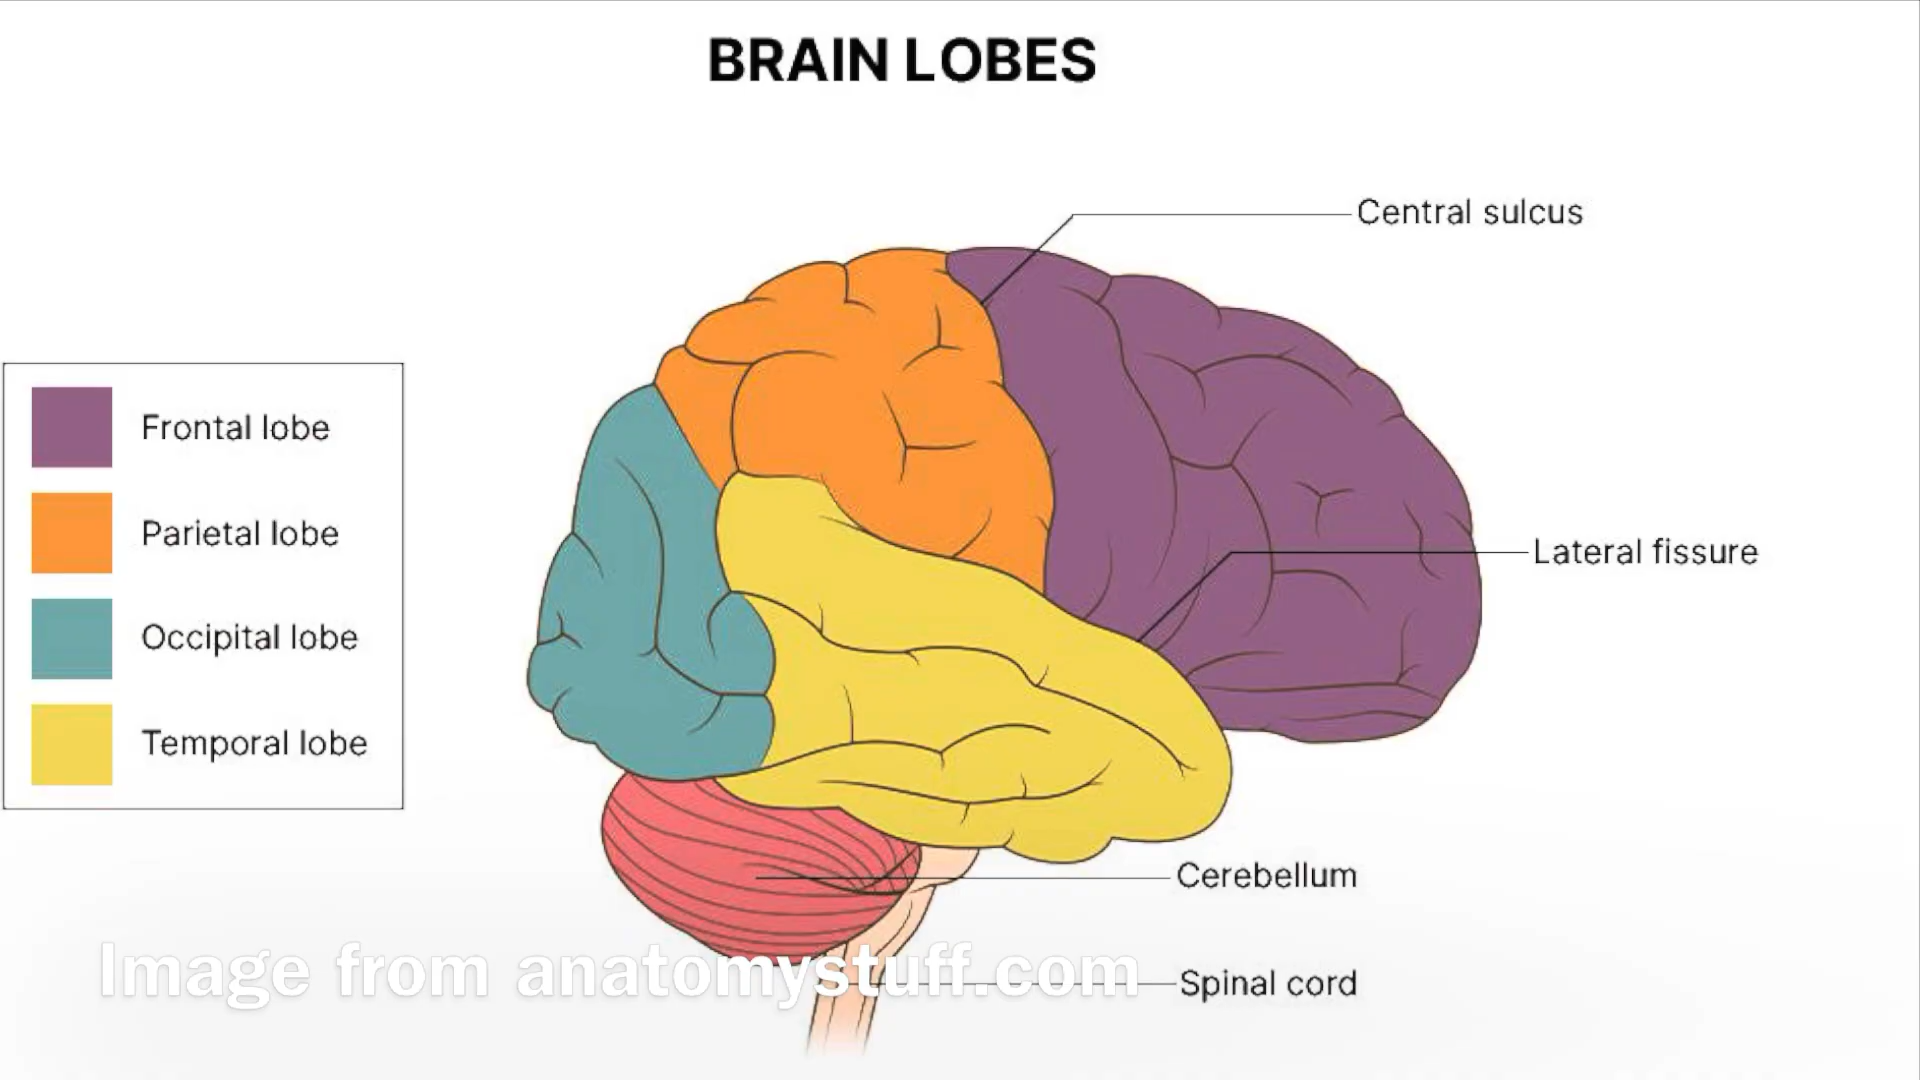 BRAIN LOBES
Central sulcus
Frontal lobe
Parietal lobe
Lateral fissure
Occipital lobe
Temporal lobe
Cerebellum
Image from anatomystuff.com
Spinal cord